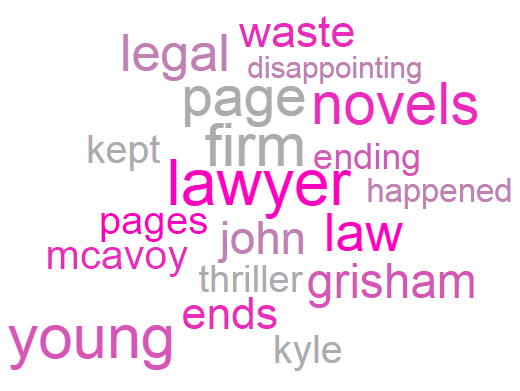 waste
legal
disappointing
page
novels
firm
kept
ending
lawyer
happened
pages
law
john
mcavoy
thriller
grisham
ends
young
kyle